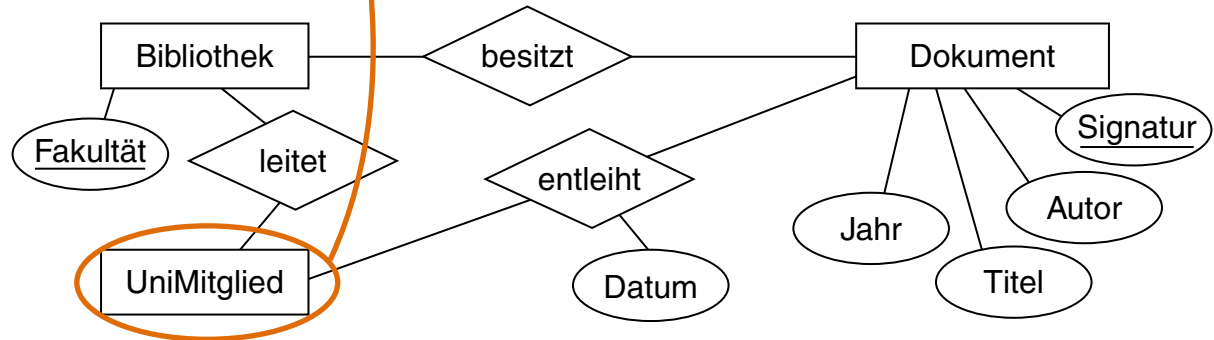 Bibliothek
besitzt
Dokument
Fakultät
leitet
entleiht
Signatur
Jahr
Autor
UniMitglied
Datum
Titel